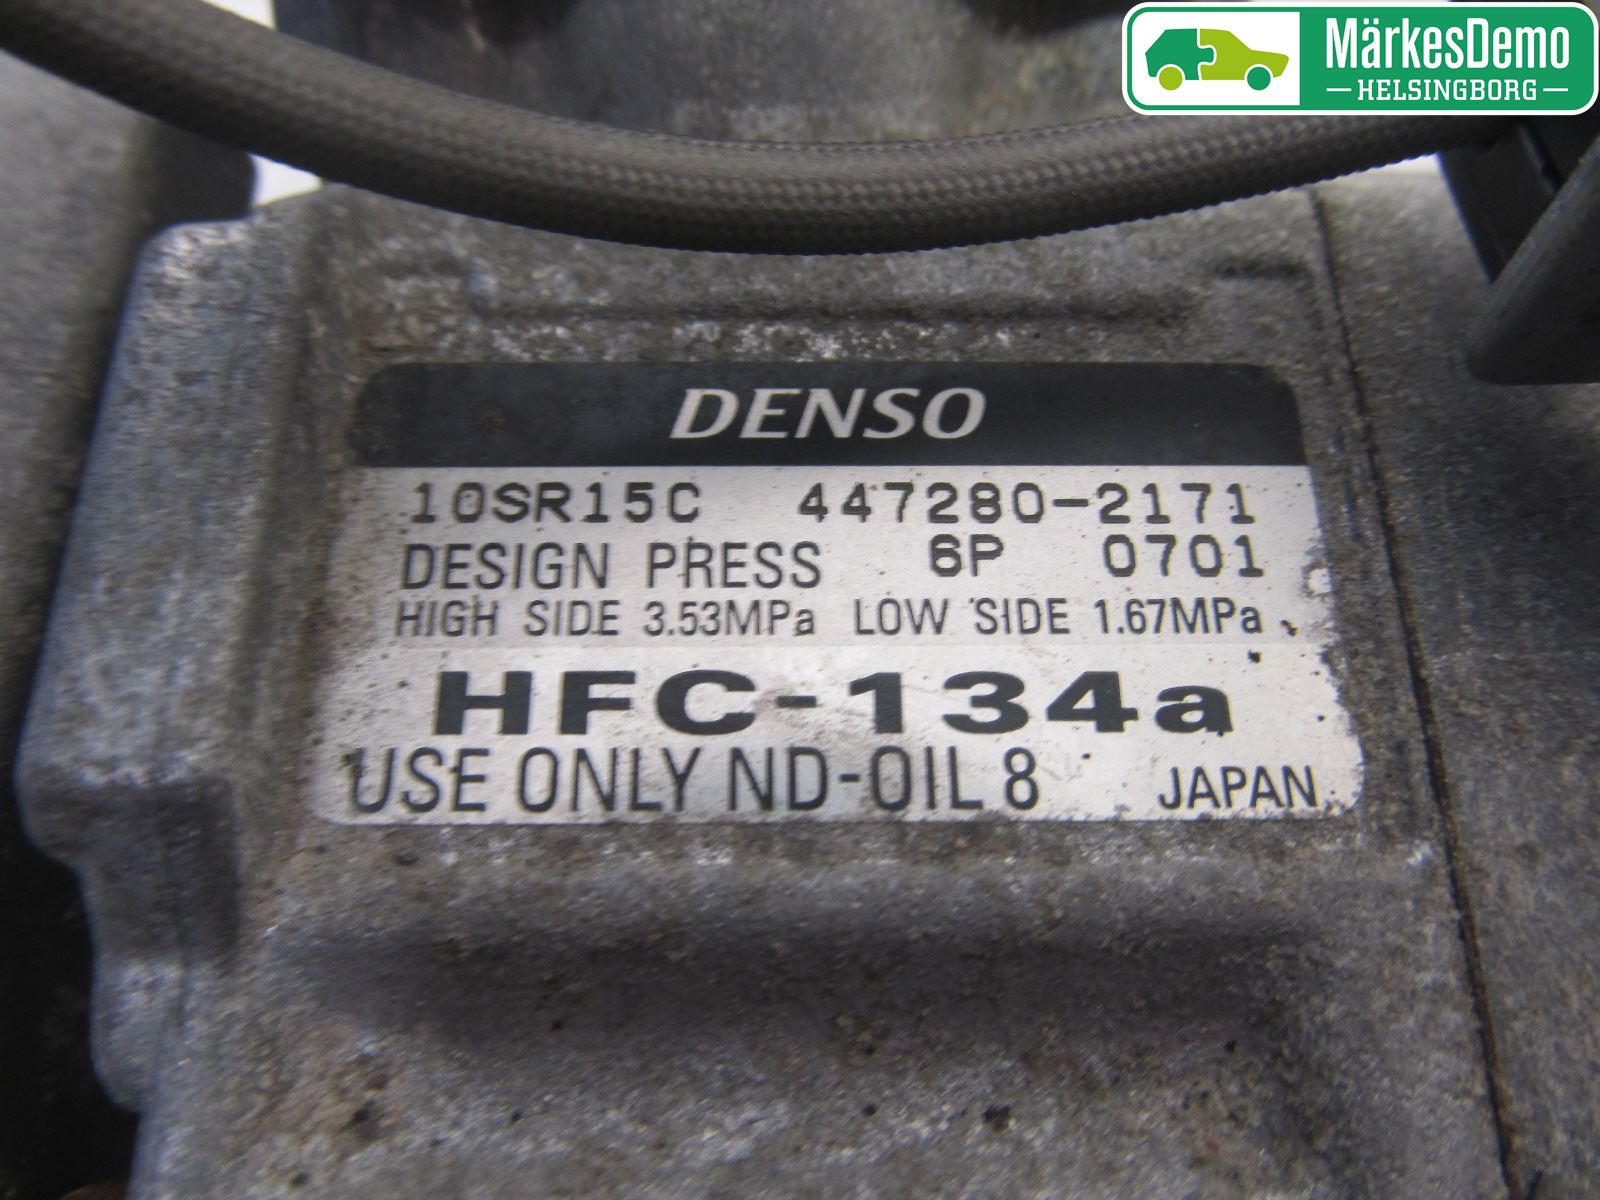 MärkesDemo
HELSINGBORG
DENSO
10SR15C 447280-2171
DESIGN PRESS 6P 0701
HIGH SIDE 3.53MPa LOW SIDE 1.67MPa
HFC-134a
USE ONLY ND-OIL 8 JAPAN